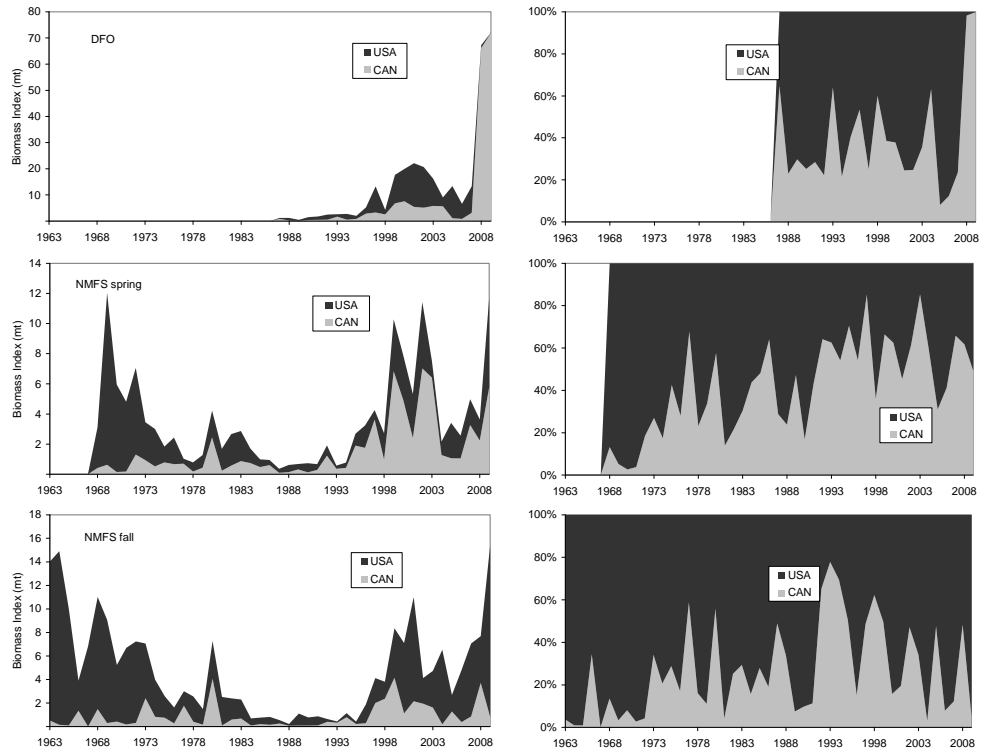 DFO
Biomass Index (mt)
80
70
60
50
40
30
20
10
USA
CAN
1963 1968 1973 1978 1983 1988 1993 1998 2003 2008
100%
80%
60%
40%
20%
0%
USA
CAN
1963 1968 1973 1978 1983 1988 1993 1998 2003 2008
NMFS spring
Biomass Index (mt)
14
12
10
8
6
4
2
USA
CAN
1963 1968 1973 1978 1983 1988 1993 1998 2003 2008
100%
80%
60%
40%
20%
0%
USA
CAN
1963 1968 1973 1978 1983 1988 1993 1998 2003 2008
NMFS fall
Biomass Index (mt)
18
16
14
12
10
8
6
4
2
USA
CAN
1963 1968 1973 1978 1983 1988 1993 1998 2003 2008
100%
80%
60%
40%
20%
0%
USA
CAN
1963 1968 1973 1978 1983 1988 1993 1998 2003 2008